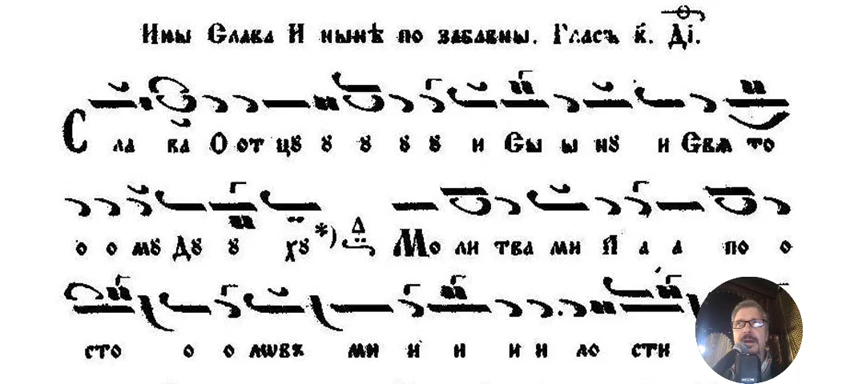 Ины Слава И нынѣ по забавны. Гласъ к҃. Ді.
Сла ва О от цꙋ ꙋ ꙋ ꙋ ꙋ и Сы ы нꙋ и Свѧ то
о о мꙋ Дꙋ ꙋ хꙋ *) Мо ли тва ми А а а по о
сто о о лωвъ ми и и и и ло сти